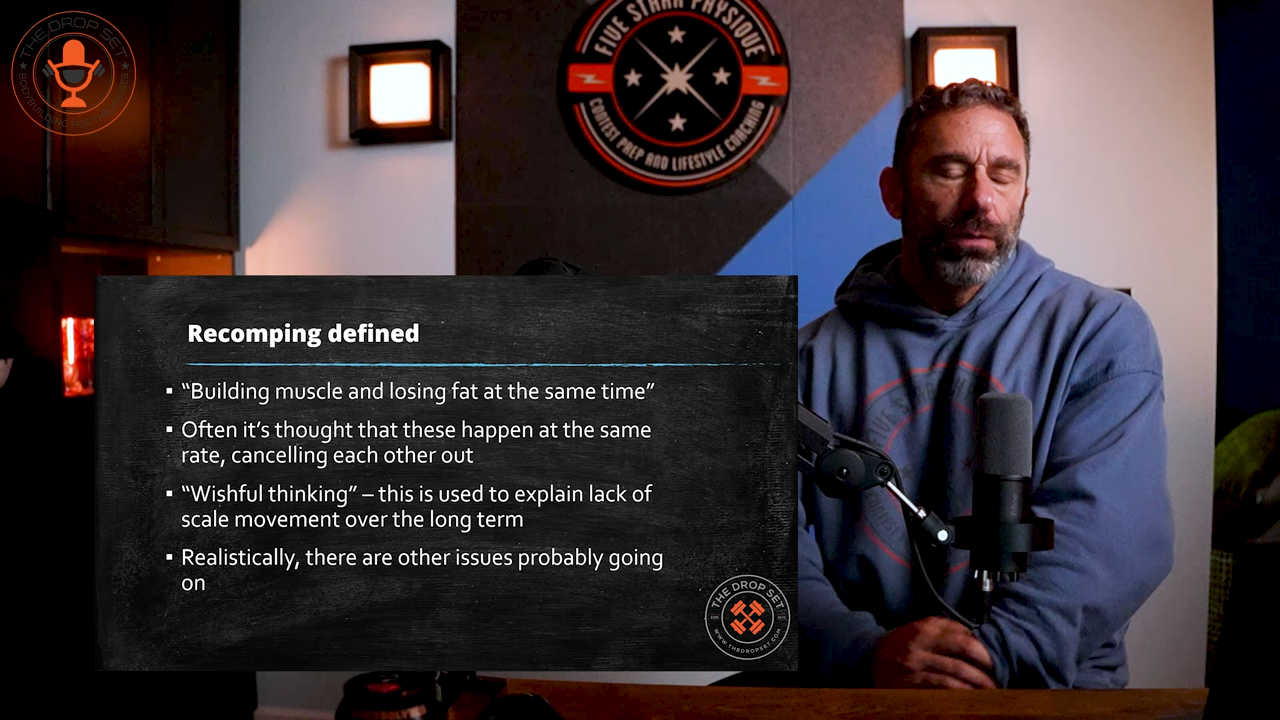 THE DROP SET
FIVE STARR PHYSIQUE
CONTEST PREP AND LIFESTYLE COACHING
Recomping defined
▪ “Building muscle and losing fat at the same time”
▪ Often it’s thought that these happen at the same
rate, cancelling each other out
▪ “Wishful thinking” – this is used to explain lack of
scale movement over the long term
▪ Realistically, there are other issues probably going
on
THE DROP SET
WWW.THEDROPSET.COM